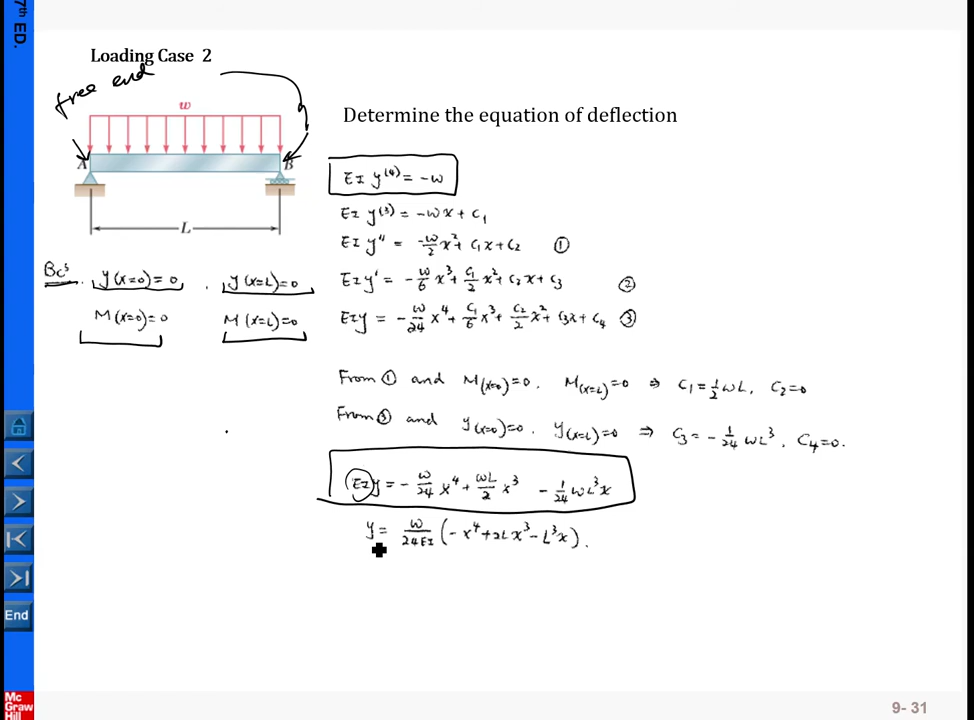 7th ED.
Loading Case 2
free end
w
A
B
L
Determine the equation of deflection
EI y⁽⁴⁾ = -w
EI y⁽³⁾ = -wx + C₁
EI y'' = -w/2 x² + C₁x + C₂ ①
EI y' = -w/6 x³ + C₁/2 x² + C₂x + C₃ ②
EI y = -w/24 x⁴ + C₁/6 x³ + C₂/2 x² + C₃x + C₄ ③
BCs. y(x=0)=0 , y(x=L)=0
M(x=0)=0 M(x=L)=0
From ① and M(x=0)=0, M(x=L)=0 ⇒ C₁ = 1/2 wL, C₂=0
From ③ and y(x=0)=0, y(x=L)=0 ⇒ C₃ = -1/24 wL³, C₄=0.
EI y = -w/24 x⁴ + wL/2 x³ - 1/24 wL³x
y = w/24EI (-x⁴ + 2Lx³ - L³x).
End
Mc Graw Hill
9- 31